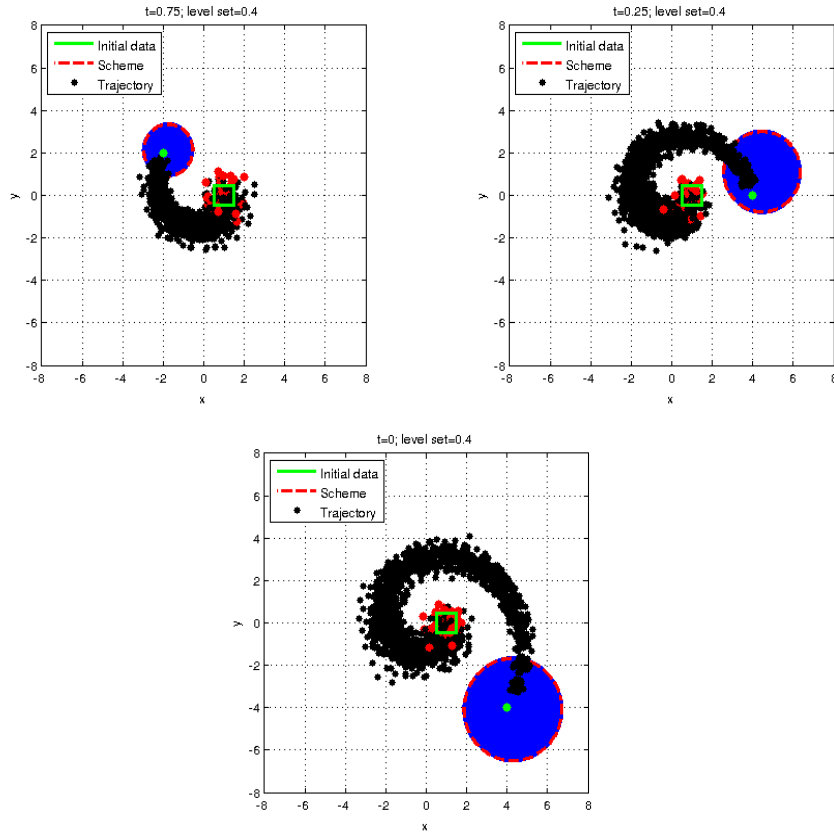 t=0.75; level set=0.4
Initial data
Scheme
Trajectory
8
6
4
2
0
-2
-4
-6
-8
y
-8 -6 -4 -2 0 2 4 6 8
x
t=0.25; level set=0.4
Initial data
Scheme
Trajectory
8
6
4
2
0
-2
-4
-6
-8
y
-8 -6 -4 -2 0 2 4 6 8
x
t=0; level set=0.4
Initial data
Scheme
Trajectory
8
6
4
2
0
-2
-4
-6
-8
y
-8 -6 -4 -2 0 2 4 6 8
x